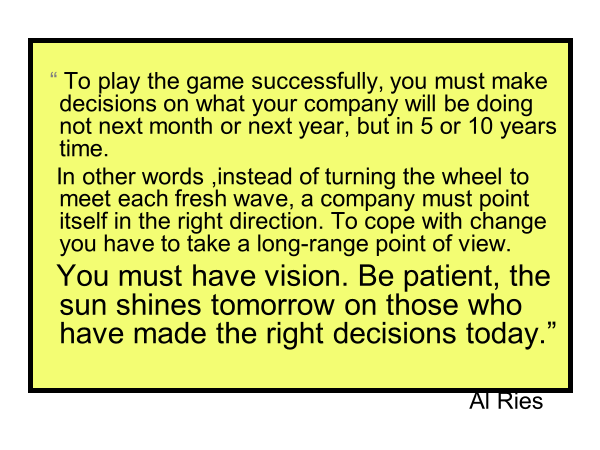 “ To play the game successfully, you must make
decisions on what your company will be doing
not next month or next year, but in 5 or 10 years
time.
In other words ,instead of turning the wheel to
meet each fresh wave, a company must point
itself in the right direction. To cope with change
you have to take a long-range point of view.
You must have vision. Be patient, the
sun shines tomorrow on those who
have made the right decisions today.”
Al Ries